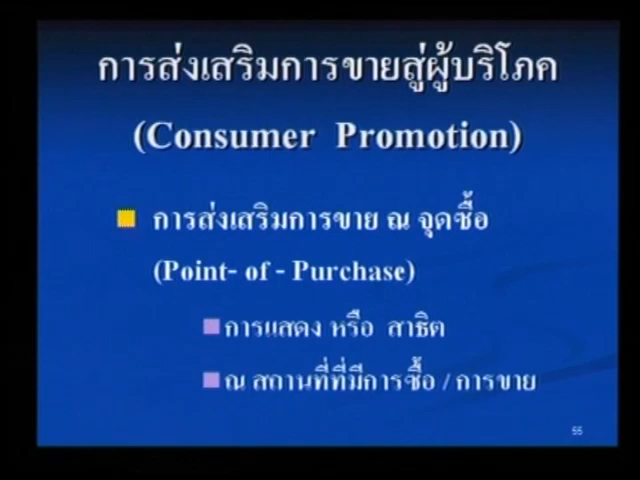 การส่งเสริมการขายสู่ผู้บริโภค
(Consumer Promotion)
การส่งเสริมการขาย ณ จุดซื้อ
(Point- of - Purchase)
การแสดง หรือ สาธิต
ณ สถานที่ที่มีการซื้อ / การขาย
55